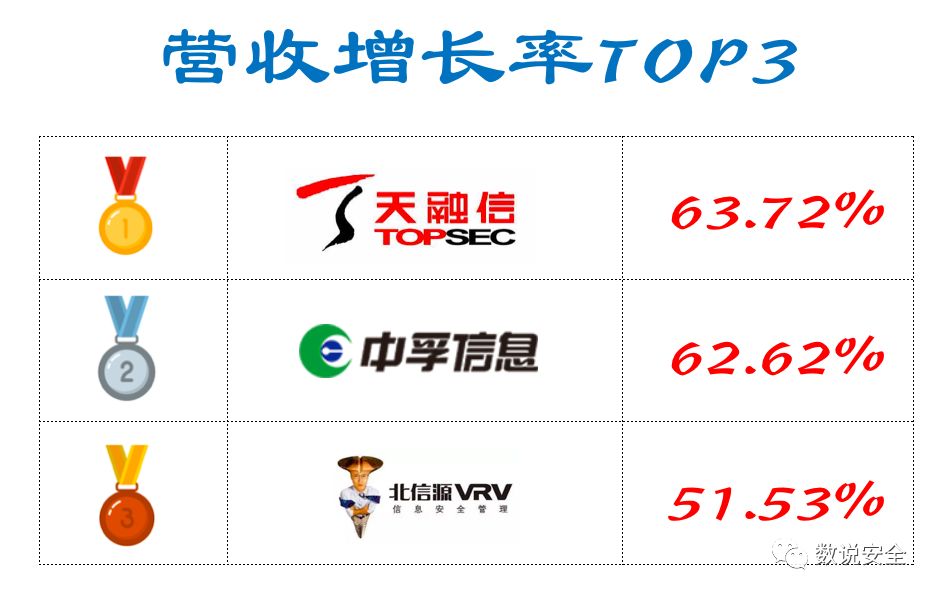 营收增长率TOP3
1
天融信
TOPSEC
63.72%
2
中孚信息
62.62%
3
北信源VRV
信息安全管理
51.53%
数说安全